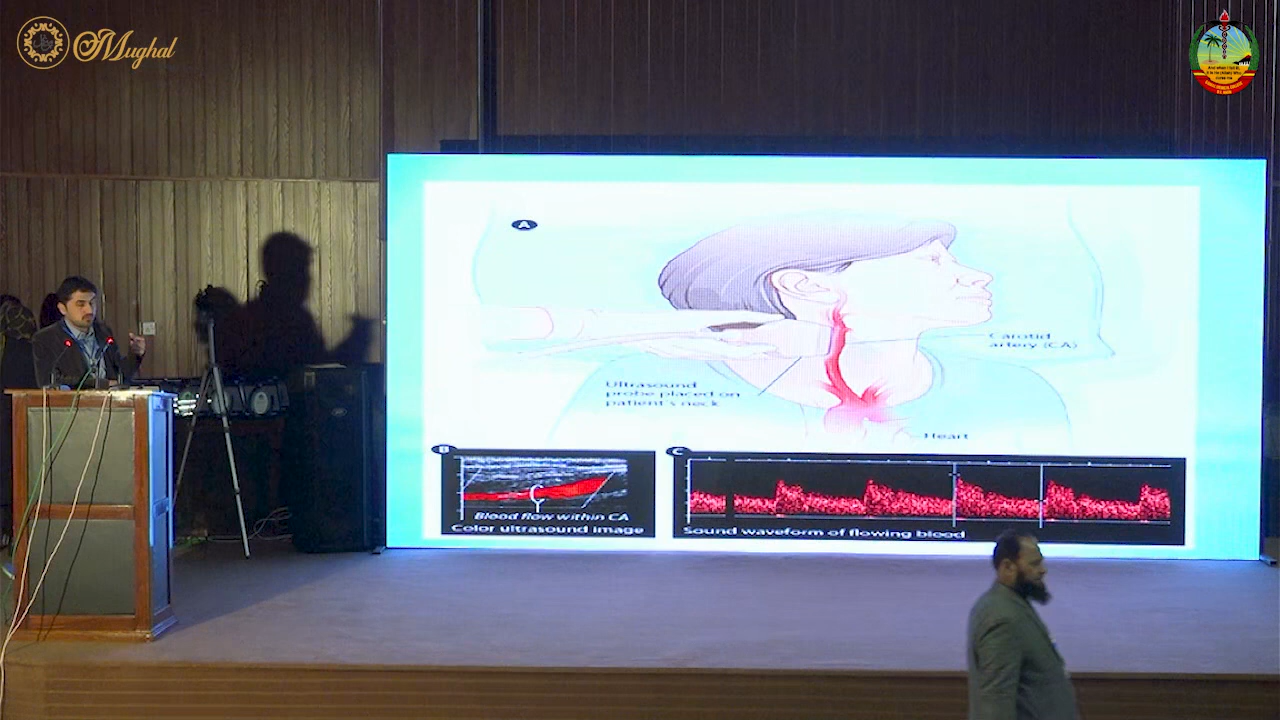 Mughal
A
Carotid
artery (CA)
Ultrasound
probe placed on
patient's neck
Heart
B
Blood flow within CA
Color ultrasound image
C
Sound waveform of flowing blood